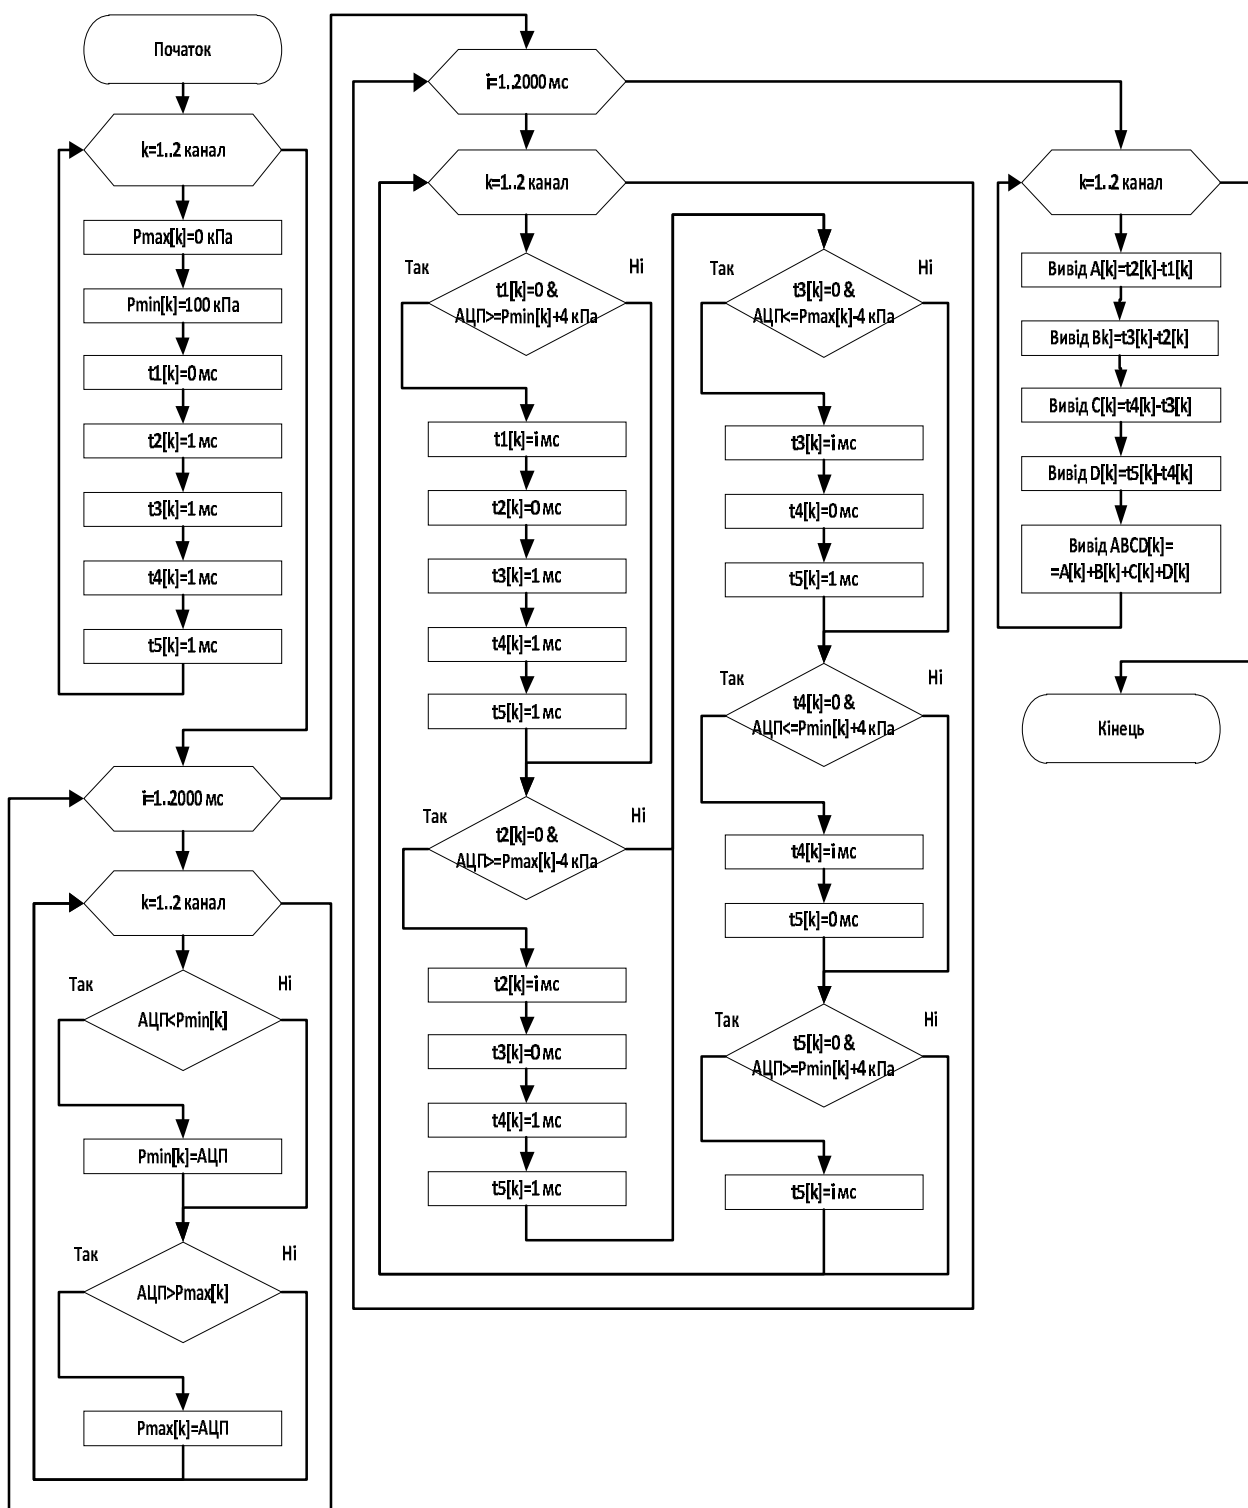 Початок
k=1..2 канал
Pmax[k]=0 кПа
Pmin[k]=100 кПа
t1[k]=0 мс
t2[k]=1 мс
t3[k]=1 мс
t4[k]=1 мс
t5[k]=1 мс
i=1..2000 мс
k=1..2 канал
Так
Ні
АЦП<Pmin[k]
Pmin[k]=АЦП
Так
Ні
АЦП>Pmax[k]
Pmax[k]=АЦП
i=1..2000 мс
k=1..2 канал
Так
Ні
t1[k]=0 &
АЦП>=Pmin[k]+4 кПа
t1[k]=i мс
t2[k]=0 мс
t3[k]=1 мс
t4[k]=1 мс
t5[k]=1 мс
Так
Ні
t2[k]=0 &
АЦП>=Pmax[k]-4 кПа
t2[k]=i мс
t3[k]=0 мс
t4[k]=1 мс
t5[k]=1 мс
Так
Ні
t3[k]=0 &
АЦП<=Pmax[k]-4 кПа
t3[k]=i мс
t4[k]=0 мс
t5[k]=1 мс
Так
Ні
t4[k]=0 &
АЦП<=Pmin[k]+4 кПа
t4[k]=i мс
t5[k]=0 мс
Так
Ні
t5[k]=0 &
АЦП>=Pmin[k]+4 кПа
t5[k]=i мс
k=1..2 канал
Вивід A[k]=t2[k]-t1[k]
Вивід Bk]=t3[k]-t2[k]
Вивід C[k]=t4[k]-t3[k]
Вивід D[k]=t5[k]-t4[k]
Вивід ABCD[k]=
=A[k]+B[k]+C[k]+D[k]
Кінець